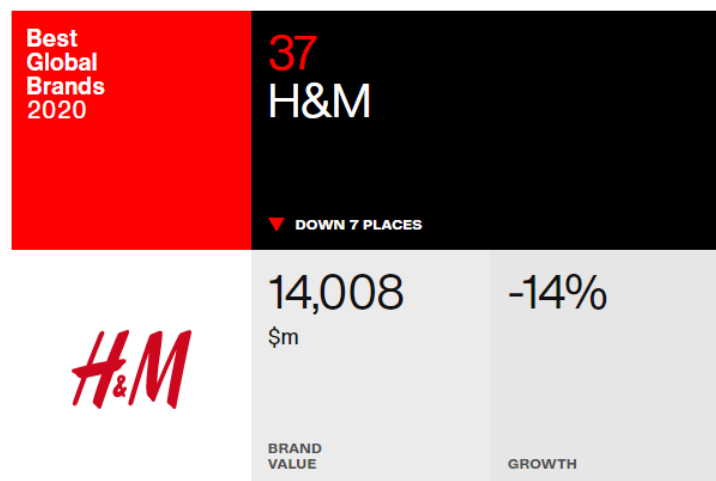 Best
Global
Brands
2020
37
H&M
DOWN 7 PLACES
H&M
14,008
$m
BRAND
VALUE
-14%
GROWTH